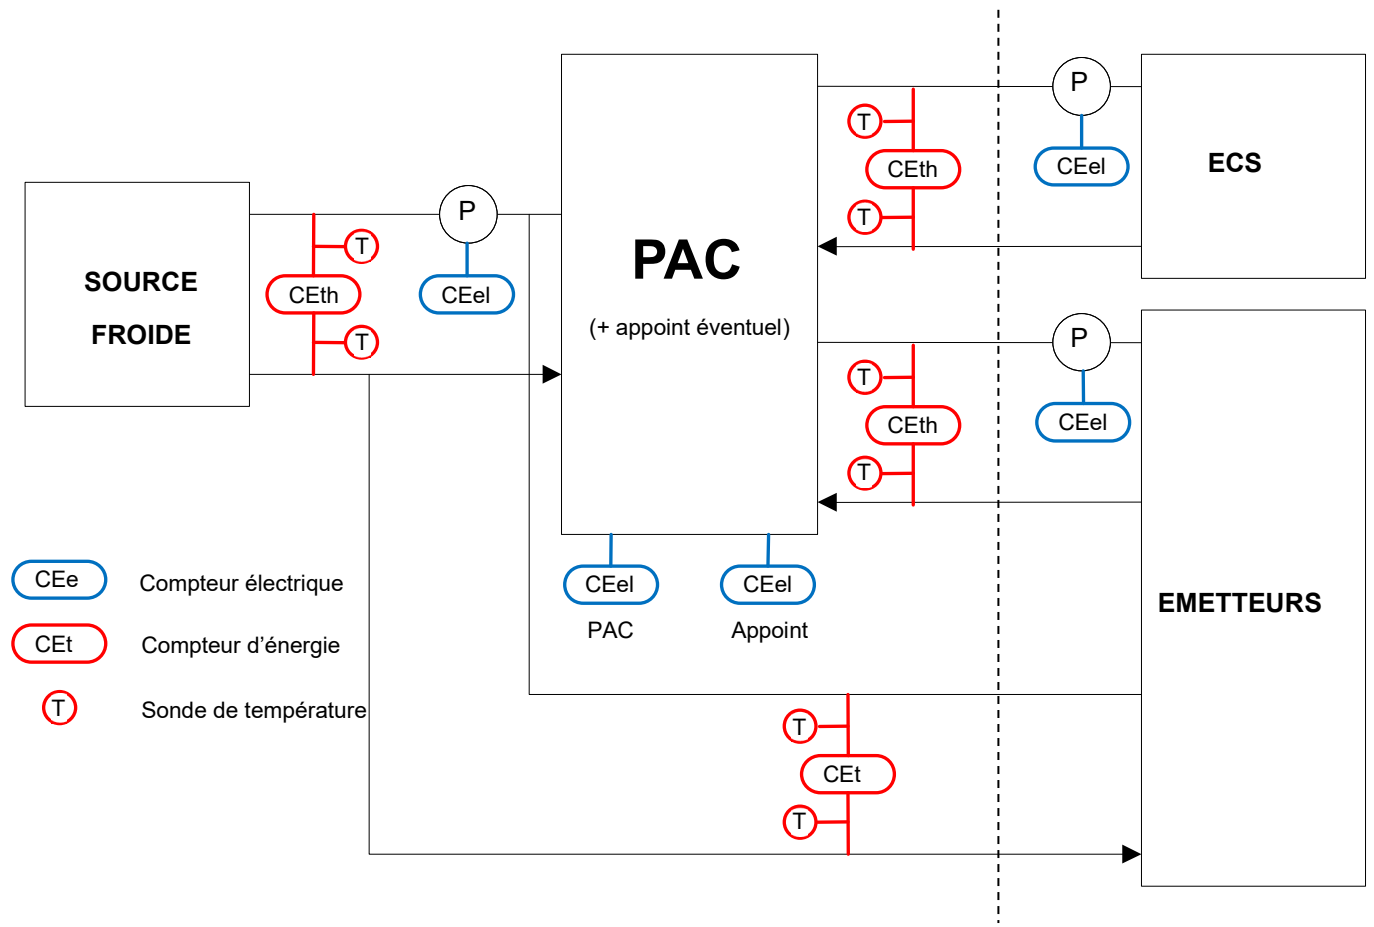 P
T
CEth
CEel
ECS
T
P
T
SOURCE
FROIDE
CEth
CEel
T
PAC
(+ appoint éventuel)
P
T
CEth
CEel
T
CEe
Compteur électrique
CEel
CEel
PAC
Appoint
EMETTEURS
CEt
Compteur d’énergie
T
Sonde de température
T
CEt
T